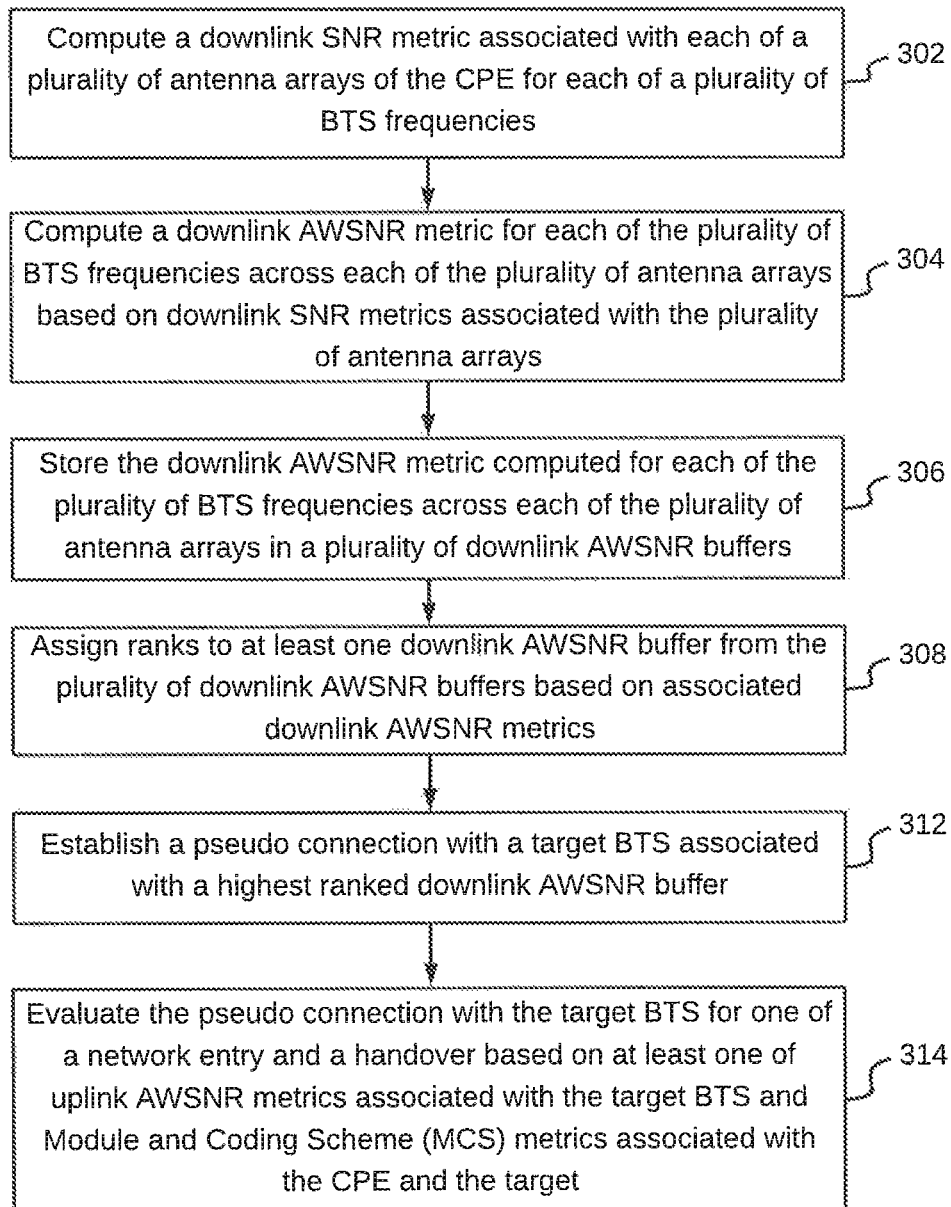 Compute a downlink SNR metric associated with each of a
plurality of antenna arrays of the CPE for each of a plurality of
BTS frequencies
302
Compute a downlink AWSNR metric for each of the plurality of
BTS frequencies across each of the plurality of antenna arrays
based on downlink SNR metrics associated with the plurality
of antenna arrays
304
Store the downlink AWSNR metric computed for each of the
plurality of BTS frequencies across each of the plurality of
antenna arrays in a plurality of downlink AWSNR buffers
306
Assign ranks to at least one downlink AWSNR buffer from the
plurality of downlink AWSNR buffers based on associated
downlink AWSNR metrics
308
Establish a pseudo connection with a target BTS associated
with a highest ranked downlink AWSNR buffer
312
Evaluate the pseudo connection with the target BTS for one of
a network entry and a handover based on at least one of
uplink AWSNR metrics associated with the target BTS and
Module and Coding Scheme (MCS) metrics associated with
the CPE and the target
314